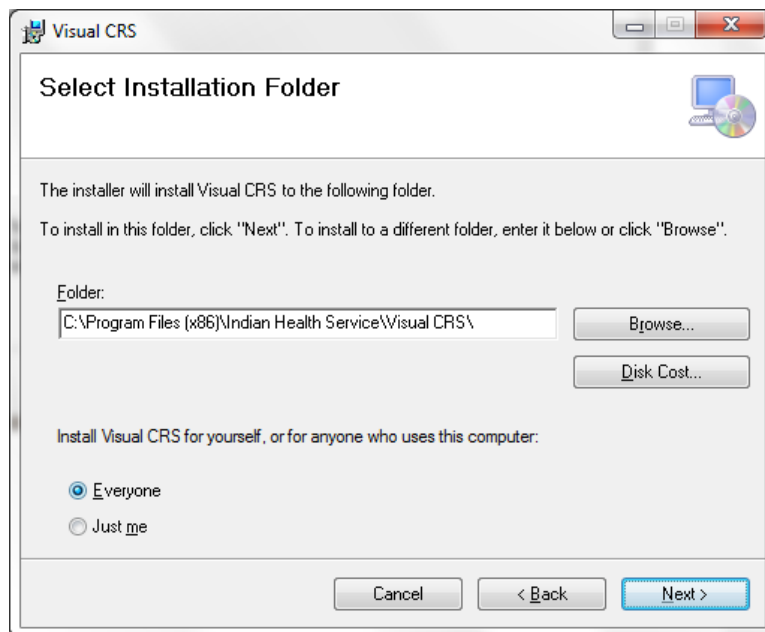 Visual CRS
Select Installation Folder
The installer will install Visual CRS to the following folder.
To install in this folder, click "Next". To install to a different folder, enter it below or click "Browse".
Folder:
C:\Program Files (x86)\Indian Health Service\Visual CRS\
Browse...
Disk Cost...
Install Visual CRS for yourself, or for anyone who uses this computer:
Everyone
Just me
Cancel
< Back
Next >